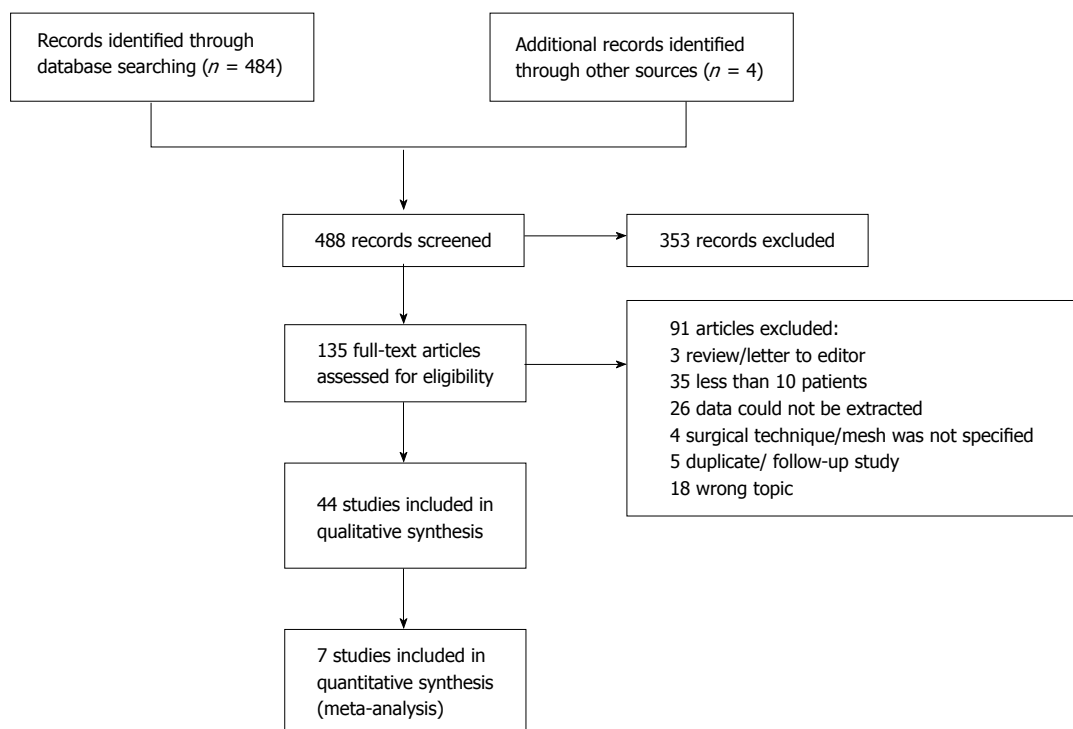 Records identified through
database searching (n = 484)
Additional records identified
through other sources (n = 4)
488 records screened
353 records excluded
135 full-text articles
assessed for eligibility
91 articles excluded:
3 review/letter to editor
35 less than 10 patients
26 data could not be extracted
4 surgical technique/mesh was not specified
5 duplicate/ follow-up study
18 wrong topic
44 studies included in
qualitative synthesis
7 studies included in
quantitative synthesis
(meta-analysis)